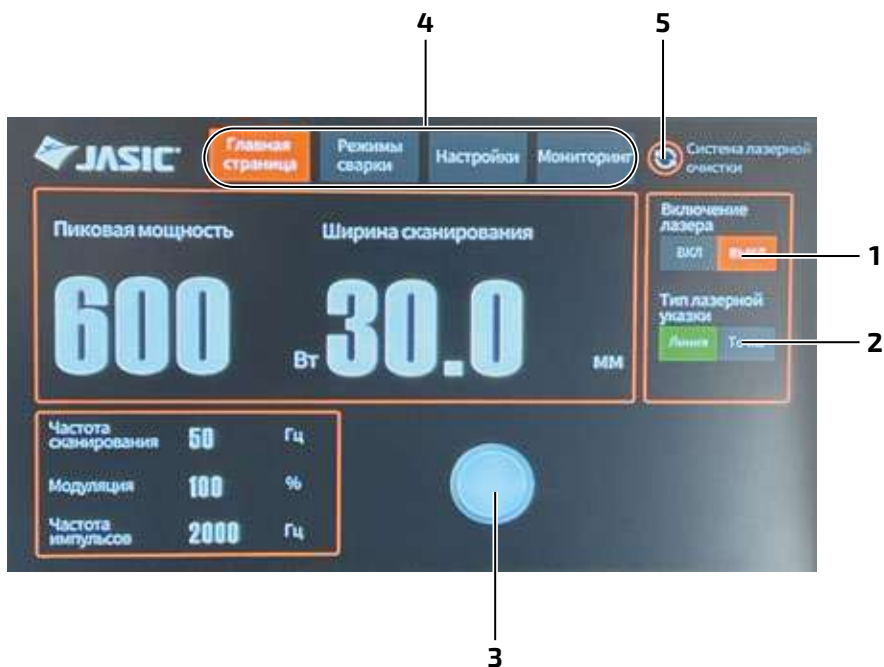 4
5
JASIC
Главная
страница
Режимы
сварки
Настройки
Мониторинг
Система лазерной
очистки
Пиковая мощность
Ширина сканирования
600
Вт
30.0
мм
Включение
лазера
ВКЛ
ВЫКЛ
1
Тип лазерной
указки
Линия
Точка
2
Частота
сканирования
50
Гц
Модуляция
100
%
Частота
импульсов
2000
Гц
3